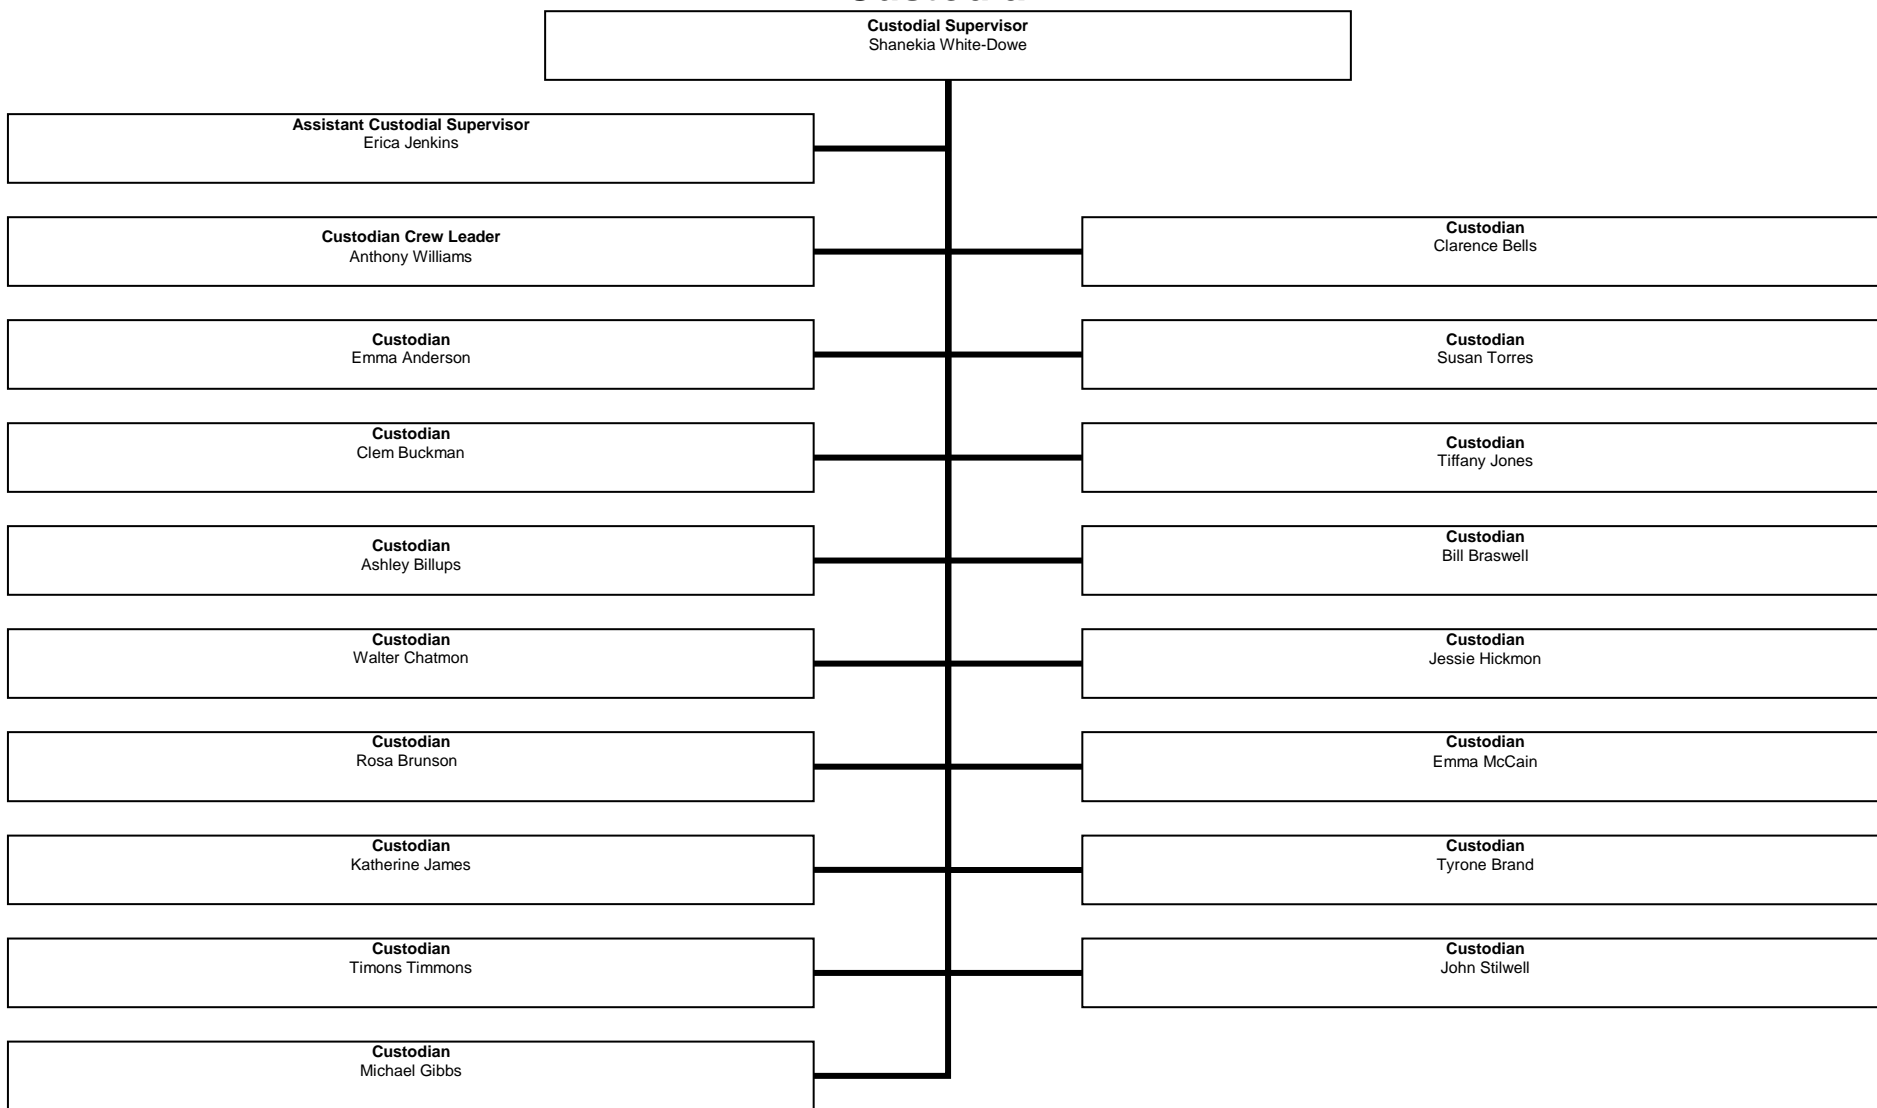 Custodial Supervisor
Shanekia White-Dowe
Assistant Custodial Supervisor
Erica Jenkins
Custodian Crew Leader
Anthony Williams
Custodian
Clarence Bells
Custodian
Emma Anderson
Custodian
Susan Torres
Custodian
Clem Buckman
Custodian
Tiffany Jones
Custodian
Ashley Billups
Custodian
Bill Braswell
Custodian
Walter Chatmon
Custodian
Jessie Hickmon
Custodian
Rosa Brunson
Custodian
Emma McCain
Custodian
Katherine James
Custodian
Tyrone Brand
Custodian
Timons Timmons
Custodian
John Stilwell
Custodian
Michael Gibbs